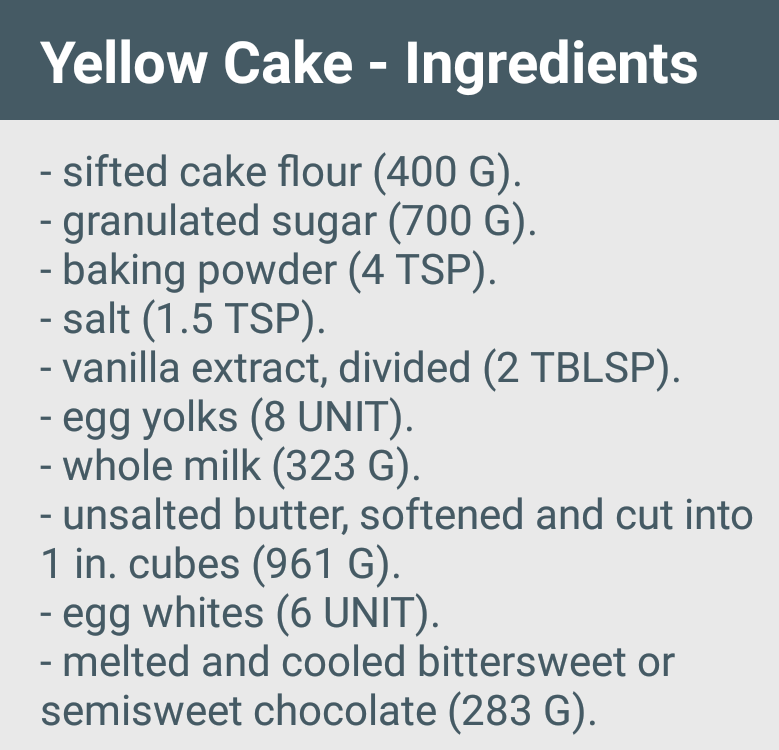 Yellow Cake - Ingredients
- sifted cake flour (400 G).
- granulated sugar (700 G).
- baking powder (4 TSP).
- salt (1.5 TSP).
- vanilla extract, divided (2 TBLSP).
- egg yolks (8 UNIT).
- whole milk (323 G).
- unsalted butter, softened and cut into
1 in. cubes (961 G).
- egg whites (6 UNIT).
- melted and cooled bittersweet or
semisweet chocolate (283 G).